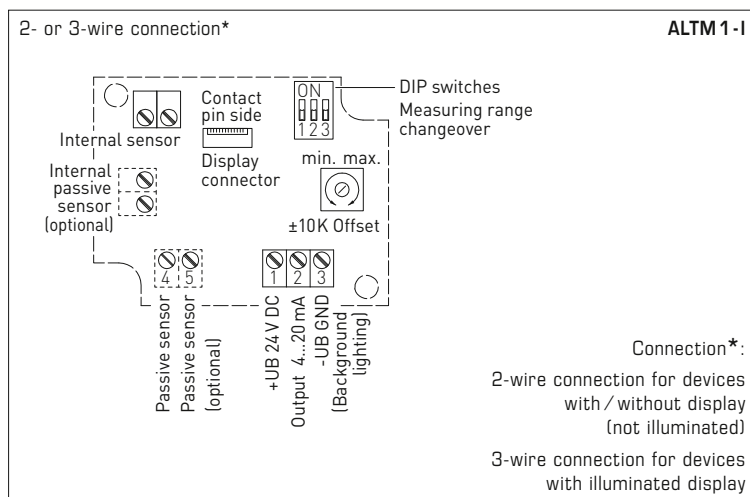 2- or 3-wire connection*
ALTM 1 - I
ON
1 2 3
DIP switches
Measuring range
changeover
Contact
pin side
Internal sensor
Display
connector
Internal
passive
sensor
(optional)
min. max.
±10K Offset
4 5
1 2 3
Passive sensor
Passive sensor
(optional)
+UB 24 V DC
Output 4...20 mA
-UB GND
(Background
lighting)
Connection*:
2-wire connection for devices
with / without display
(not illuminated)
3-wire connection for devices
with illuminated display